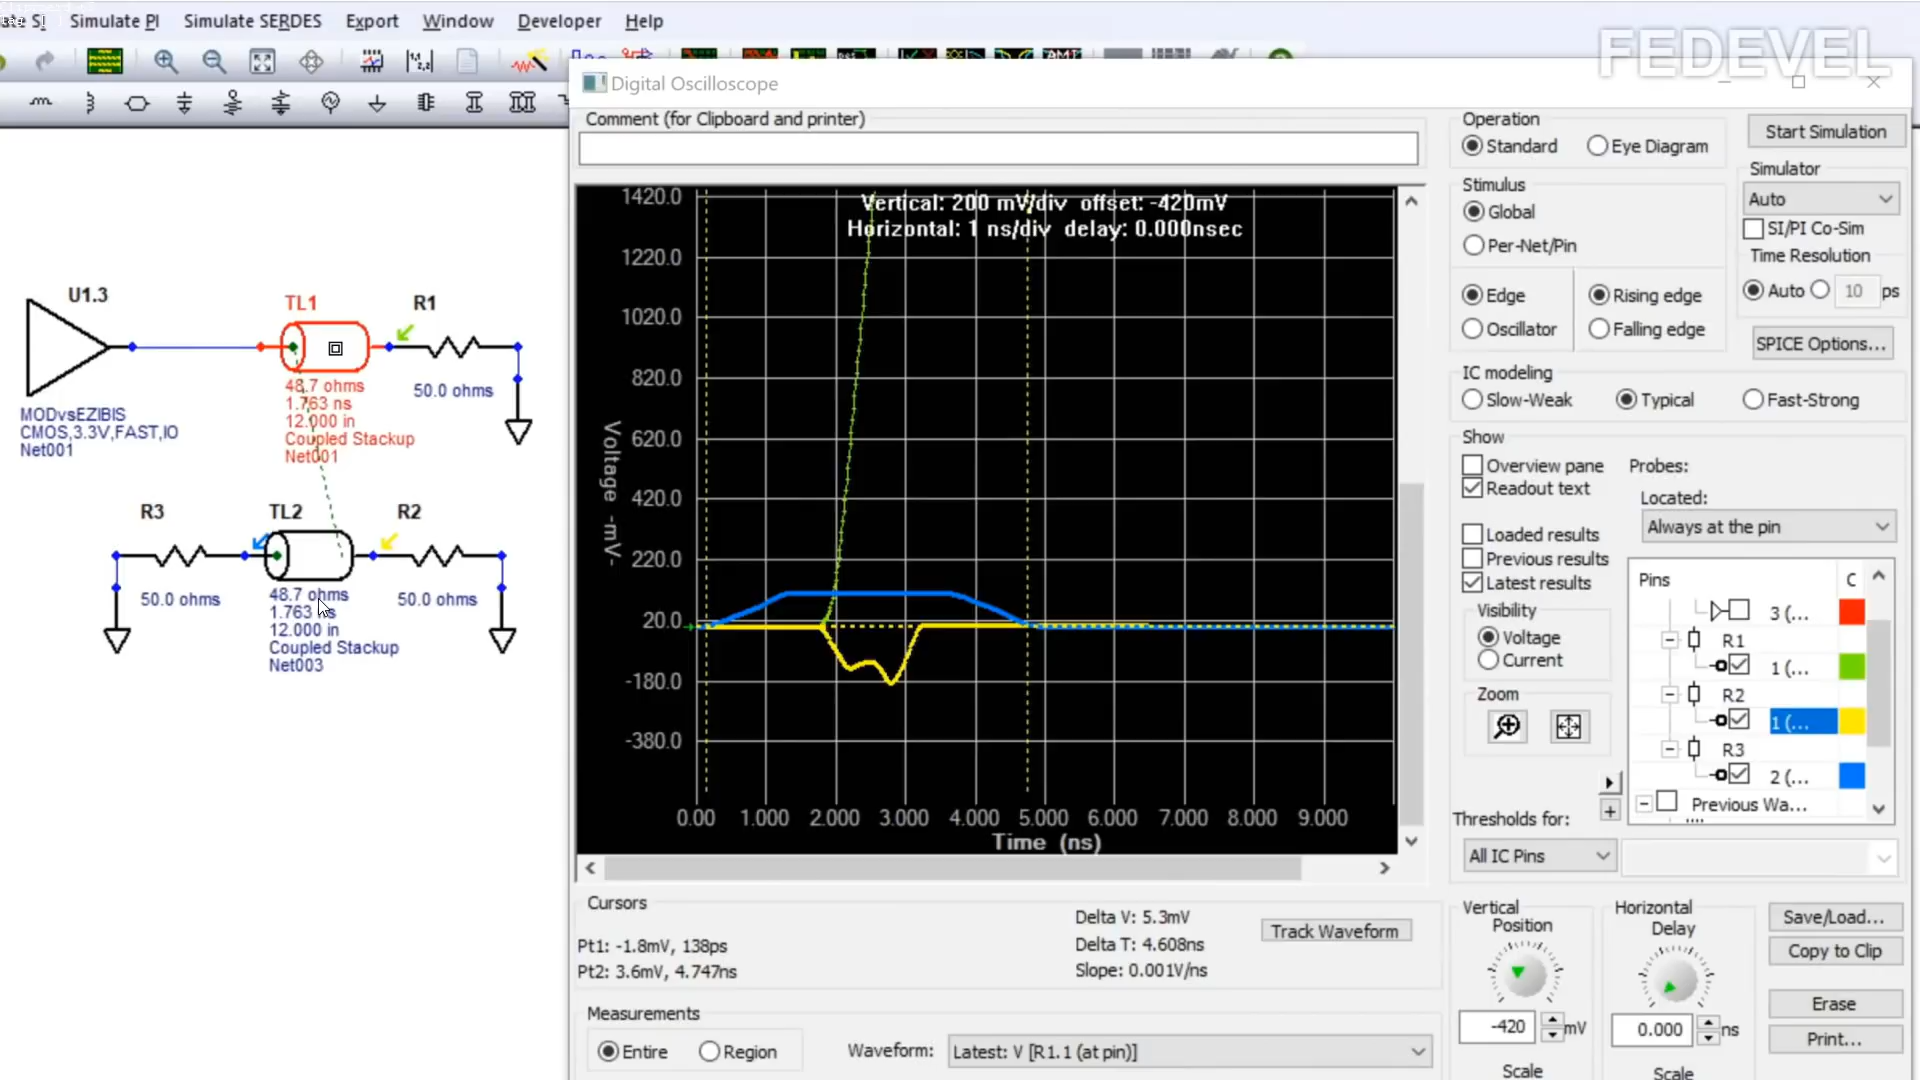 SI Simulate PI Simulate SERDES Export Window Developer Help
FEDEVEL
Digital Oscilloscope
Comment (for Clipboard and printer)
Vertical: 200 mV/div offset: -420mV
Horizontal: 1 ns/div delay: 0.000nsec
1420.0
1220.0
1020.0
820.0
620.0
420.0
220.0
20.0
-180.0
-380.0
Voltage -mV-
0.00 1.000 2.000 3.000 4.000 5.000 6.000 7.000 8.000 9.000
Time (ns)
U1.3
TL1
R1
48.7 ohms
1.763 ns
12.000 in
Coupled Stackup
Net001
50.0 ohms
MODvsEZIBIS
CMOS,3.3V,FAST,IO
Net001
R3
TL2
R2
50.0 ohms
48.7 ohms
1.763 ns
12.000 in
Coupled Stackup
Net003
50.0 ohms
Cursors
Pt1: -1.8mV, 138ps
Pt2: 3.6mV, 4.747ns
Delta V: 5.3mV
Delta T: 4.608ns
Slope: 0.001V/ns
Track Waveform
Measurements
Entire Region
Waveform: Latest: V [R1.1 (at pin)]
Operation
Standard Eye Diagram
Stimulus
Global
Per-Net/Pin
Edge
Oscillator
Rising edge
Falling edge
IC modeling
Slow-Weak Typical Fast-Strong
Start Simulation
Simulator
Auto
SI/PI Co-Sim
Time Resolution
Auto 10 ps
SPICE Options...
Show
Overview pane
Readout text
Loaded results
Previous results
Latest results
Visibility
Voltage
Current
Zoom
Probes:
Located:
Always at the pin
Pins C
3 (...
R1
1 (...
R2
1 (...
R3
2 (...
Previous Wa...
Thresholds for:
All IC Pins
Vertical
Position
-420 mV
Scale
Horizontal
Delay
0.000 ns
Scale
Save/Load...
Copy to Clip
Erase
Print...